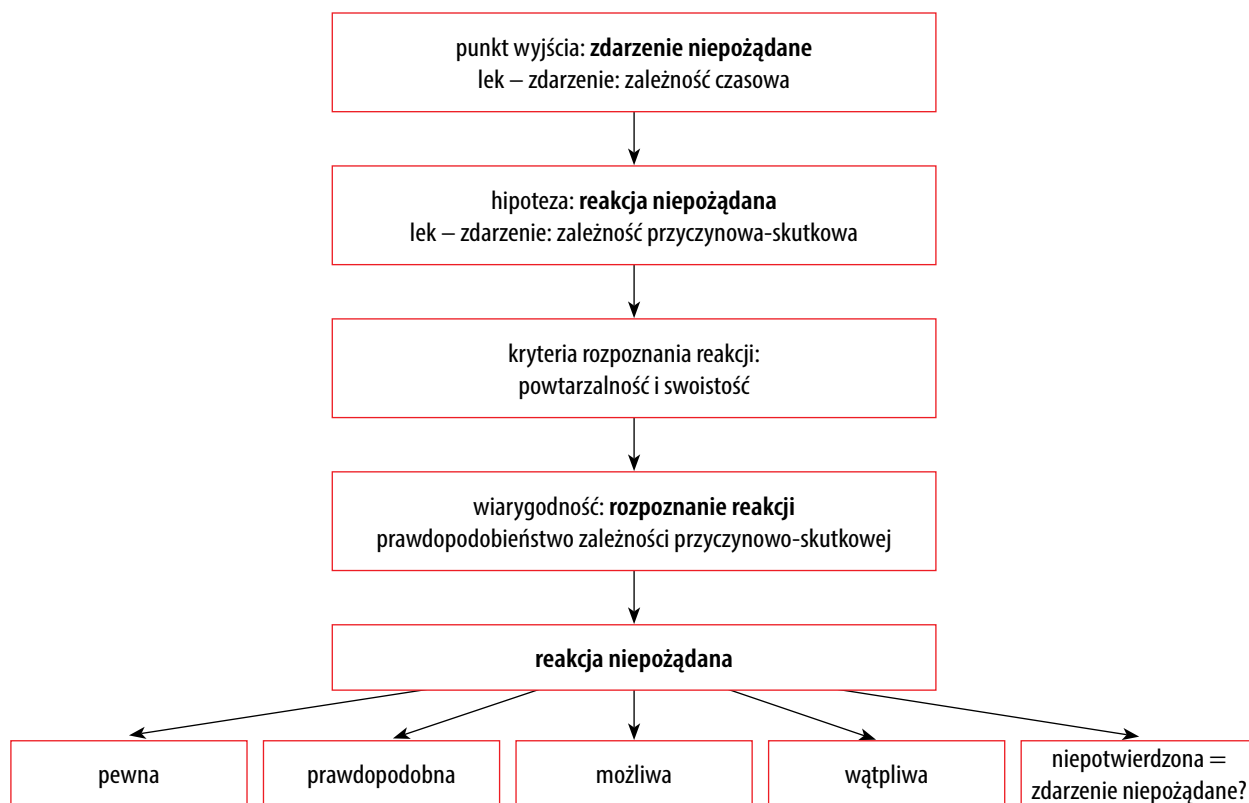 punkt wyjścia: zdarzenie niepożądane
lek – zdarzenie: zależność czasowa
hipoteza: reakcja niepożądana
lek – zdarzenie: zależność przyczynowa-skutkowa
kryteria rozpoznania reakcji:
powtarzalność i swoistość
wiarygodność: rozpoznanie reakcji
prawdopodobieństwo zależności przyczynowo-skutkowej
reakcja niepożądana
pewna
prawdopodobna
możliwa
wątpliwa
niepotwierdzona =
zdarzenie niepożądane?